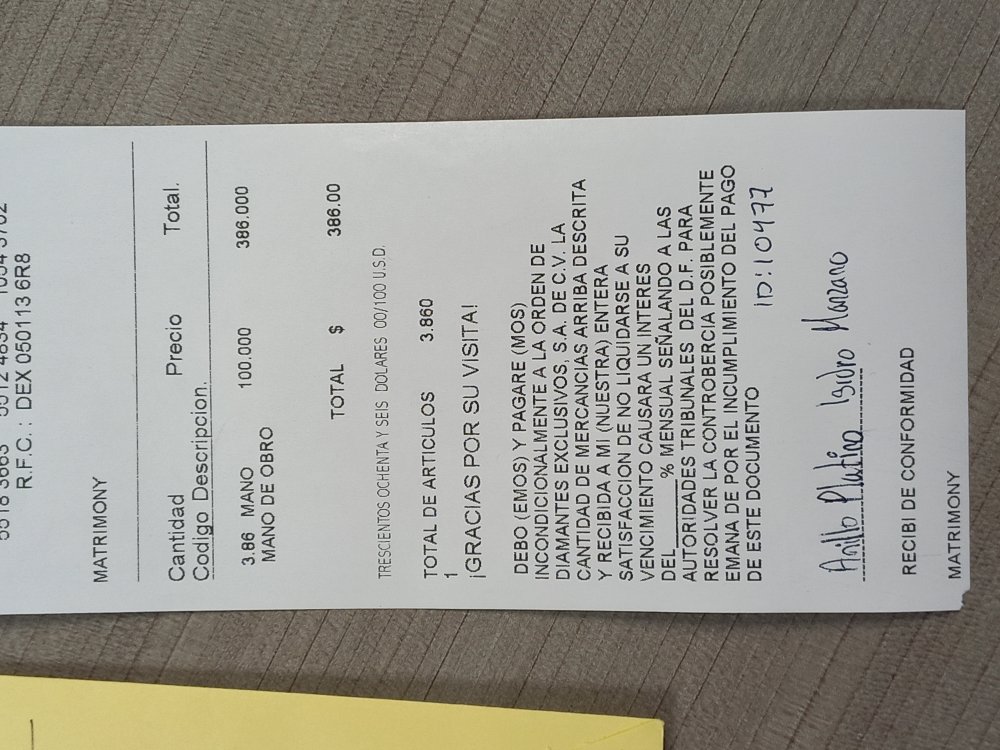 R.F.C. : DEX 050113 6R8
MATRIMONY
Cantidad Precio Total.
Codigo Descripcion.
3.86 MANO 100.000 386.000
MANO DE OBRO
TOTAL $ 386.00
TRESCIENTOS OCHENTA Y SEIS DOLARES 00/100 U.S.D.
TOTAL DE ARTICULOS 3.860
1
¡GRACIAS POR SU VISITA!
DEBO (EMOS) Y PAGARE (MOS)
INCONDICIONALMENTE A LA ORDEN DE
DIAMANTES EXCLUSIVOS, S.A. DE C.V. LA
CANTIDAD DE MERCANCIAS ARRIBA DESCRITA
Y RECIBIDA A MI (NUESTRA) ENTERA
SATISFACCION DE NO LIQUIDARSE A SU
VENCIMIENTO CAUSARA UN INTERES
DEL______% MENSUAL SEÑALANDO A LAS
AUTORIDADES TRIBUNALES DEL D.F. PARA
RESOLVER LA CONTROBERCIA POSIBLEMENTE
EMANA DE POR EL INCUMPLIMIENTO DEL PAGO
DE ESTE DOCUMENTO
ID:10477
Anillo Platino Isidro Manzano
RECIBI DE CONFORMIDAD
MATRIMONY